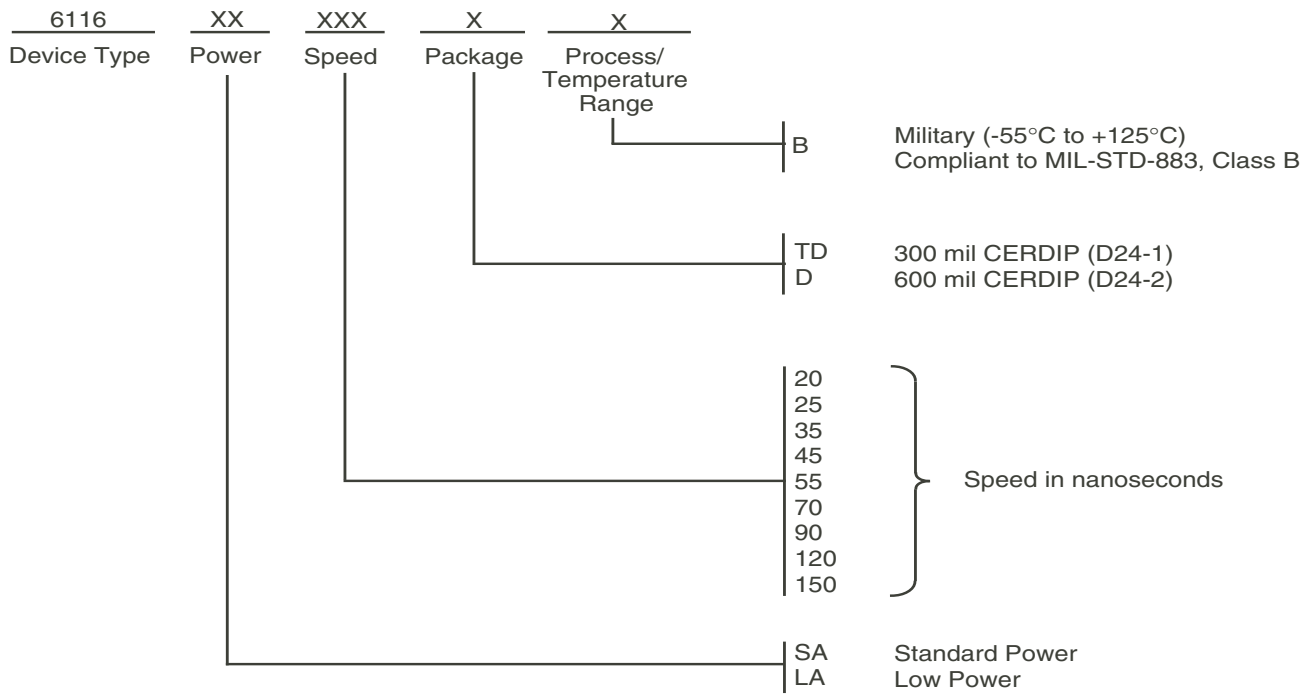 6116 XX XXX X X
Device Type Power Speed Package Process/
Temperature
Range
B Military (-55°C to +125°C)
Compliant to MIL-STD-883, Class B
TD 300 mil CERDIP (D24-1)
D 600 mil CERDIP (D24-2)
20
25
35
45
55
70
90
120
150
Speed in nanoseconds
SA Standard Power
LA Low Power